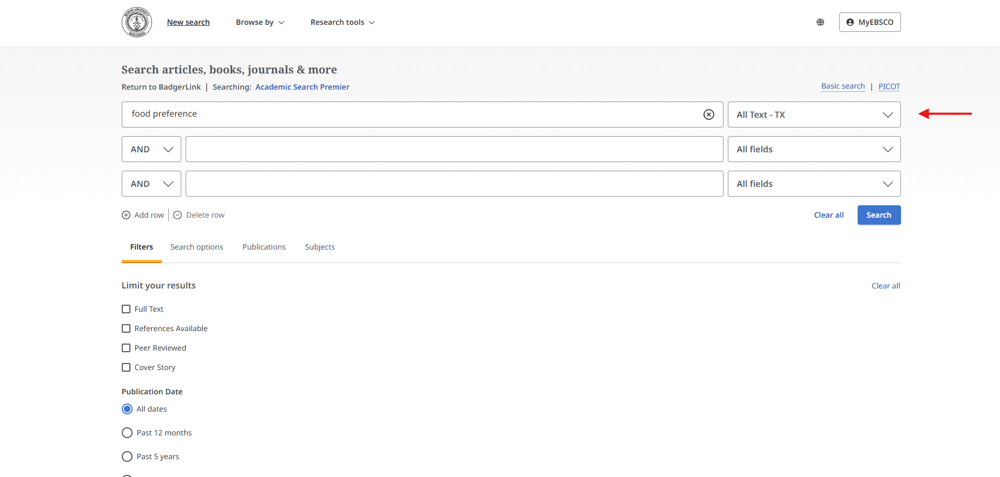 MARIAN UNIVERSITY
WISCONSIN
New search
Browse by
Research tools
MyEBSCO
Search articles, books, journals & more
Return to BadgerLink | Searching: Academic Search Premier
Basic search | PICOT
food preference
All Text - TX
AND
All fields
AND
All fields
Add row
Delete row
Clear all
Search
Filters
Search options
Publications
Subjects
Limit your results
Clear all
Full Text
References Available
Peer Reviewed
Cover Story
Publication Date
All dates
Past 12 months
Past 5 years